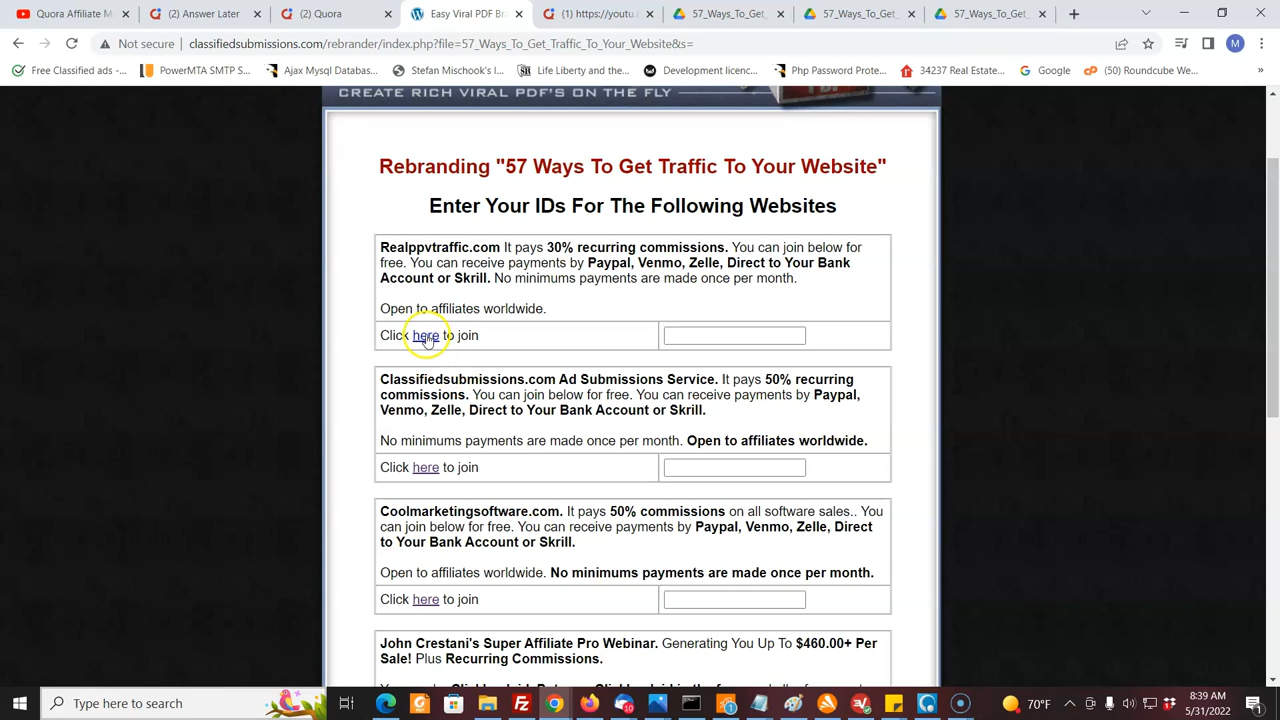 Quora Affiliate M
(2) Answer Later
(2) Quora
Easy Viral PDF Br
(1) https://youtu.
57_Ways_To_Get_
57_Ways_To_Get_
57_Ways_To_Get_
Not secure
classifiedsubmissions.com/rebrander/index.php?file=57_Ways_To_Get_Traffic_To_Your_Website&s=
M
Free Classified ads -...
PowerMTA SMTP S...
Ajax Mysql Databas...
Stefan Mischook's I...
Life Liberty and the...
Development licenc...
Php Password Prote...
34237 Real Estate...
Google
(50) Roundcube We...
CREATE RICH VIRAL PDF'S ON THE FLY
Rebranding "57 Ways To Get Traffic To Your Website"
Enter Your IDs For The Following Websites
Realppvtraffic.com It pays 30% recurring commissions. You can join below for
free. You can receive payments by Paypal, Venmo, Zelle, Direct to Your Bank
Account or Skrill. No minimums payments are made once per month.
Open to affiliates worldwide.
Click here to join
Classifiedsubmissions.com Ad Submissions Service. It pays 50% recurring
commissions. You can join below for free. You can receive payments by Paypal,
Venmo, Zelle, Direct to Your Bank Account or Skrill.
No minimums payments are made once per month. Open to affiliates worldwide.
Click here to join
Coolmarketingsoftware.com. It pays 50% commissions on all software sales.. You
can join below for free. You can receive payments by Paypal, Venmo, Zelle, Direct
to Your Bank Account or Skrill.
Open to affiliates worldwide. No minimums payments are made once per month.
Click here to join
John Crestani's Super Affiliate Pro Webinar. Generating You Up To $460.00+ Per
Sale! Plus Recurring Commissions.
Type here to search
70°F
8:39 AM
5/31/2022